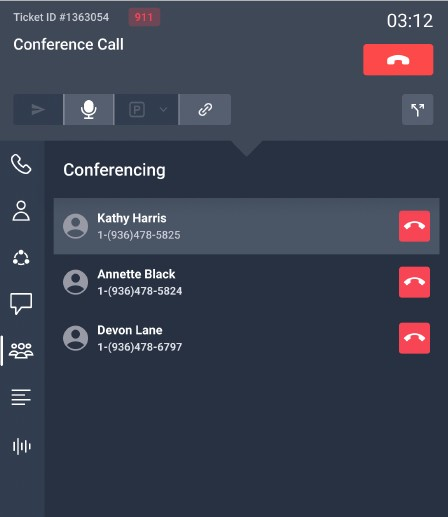 Ticket ID #1363054 911
03:12
Conference Call
P
Conferencing
Kathy Harris
1-(936)478-5825
Annette Black
1-(936)478-5824
Devon Lane
1-(936)478-6797